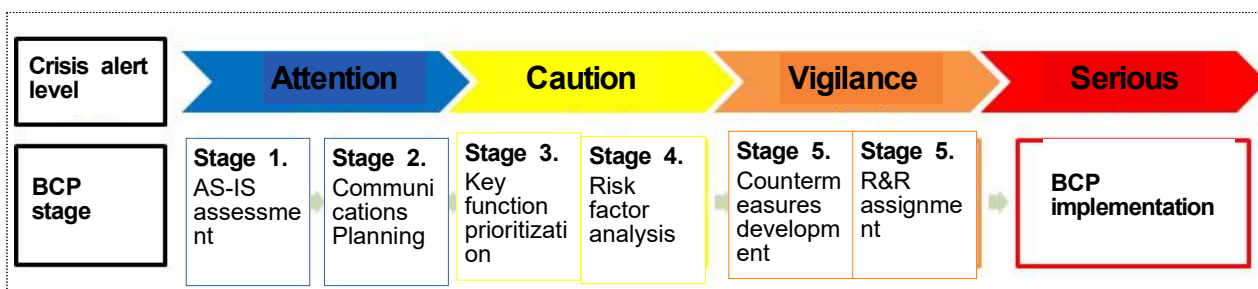 Crisis alert
level
Attention
Caution
Vigilance
Serious
BCP
stage
Stage 1.
AS-IS
assessme
nt
Stage 2.
Communi
cations
Planning
Stage 3.
Key
function
prioritizati
on
Stage 4.
Risk
factor
analysis
Stage 5.
Counterm
easures
developm
ent
Stage 5.
R&R
assignme
nt
BCP
implementation